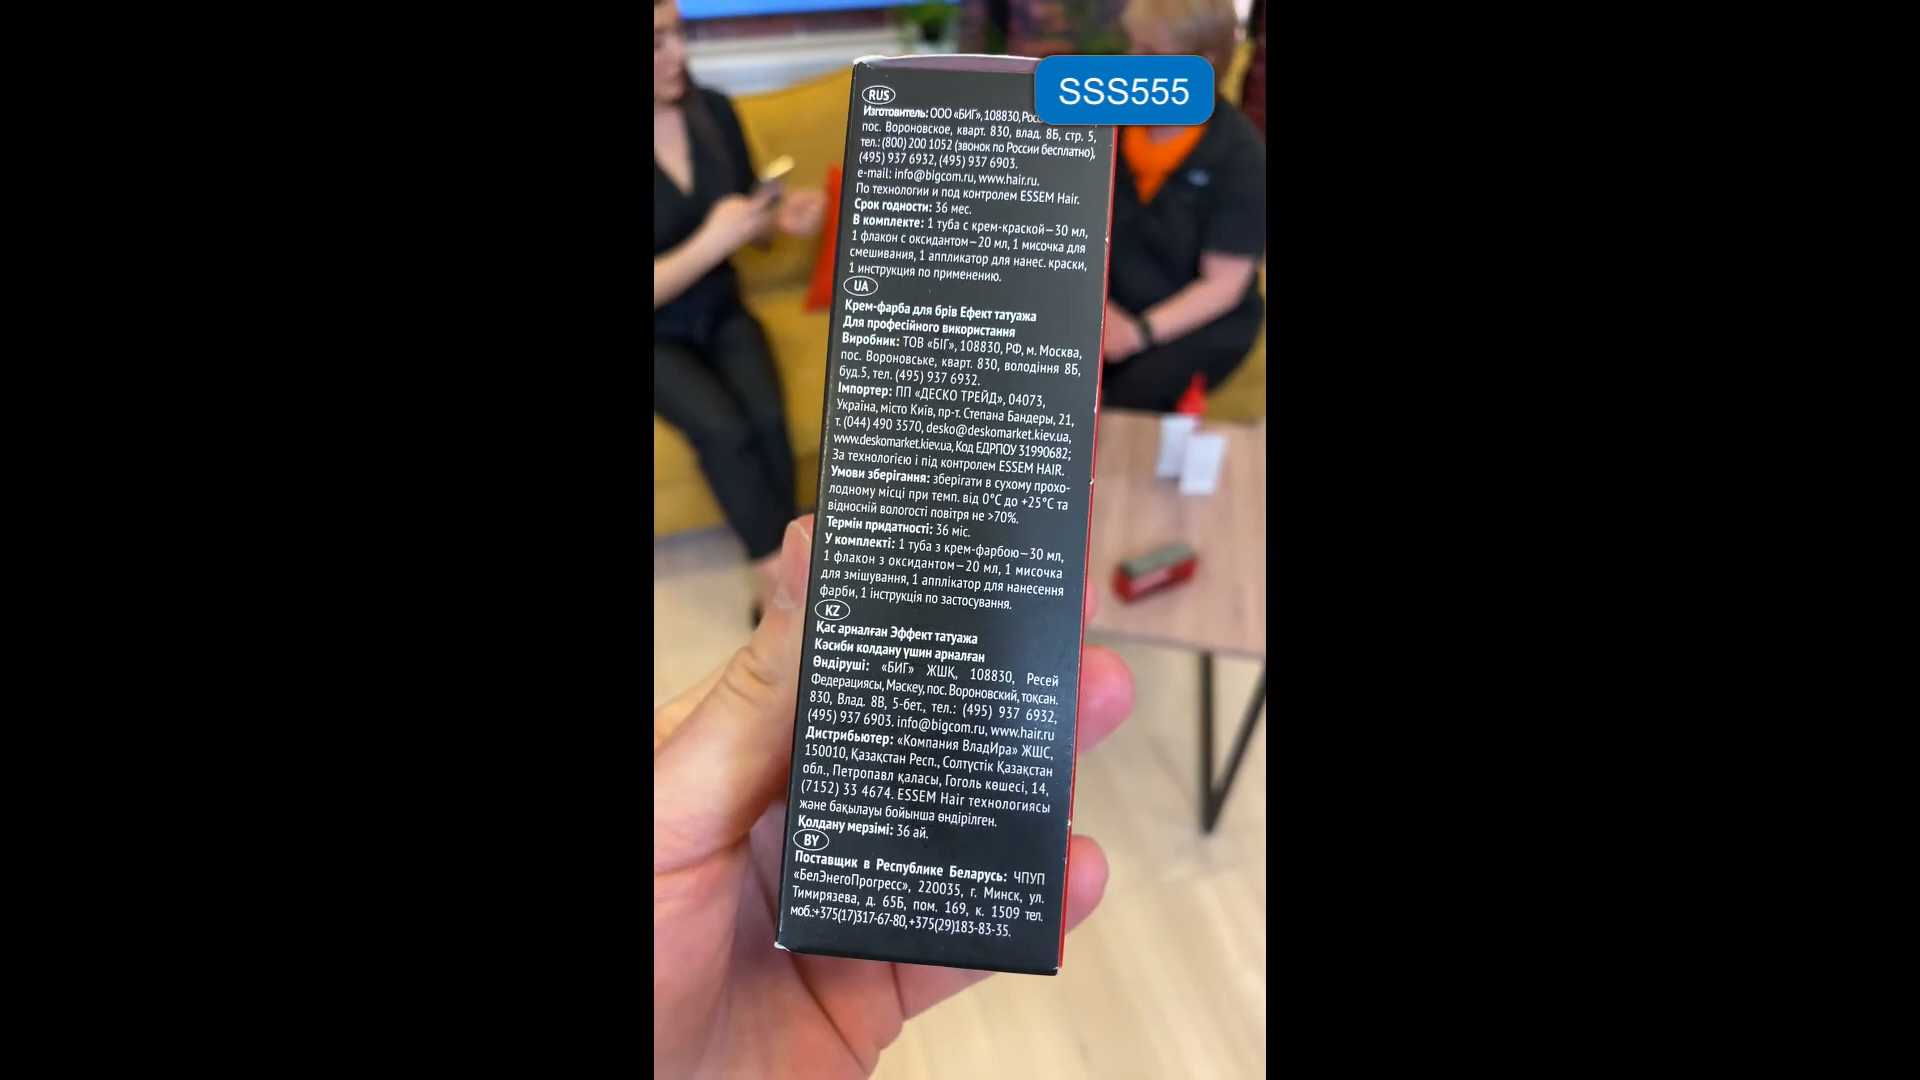 SSS555
RUS
Изготовитель: ООО «БИГ», 108830,
пос. Вороновское, кварт. 830, влад. 8Б, стр. 5,
тел.: (800) 200 1052 (звонок по России бесплатно),
(495) 937 6932, (495) 937 6903.
e-mail: info@bigcom.ru, www.hair.ru.
По технологии и под контролем ESSEM Hair.
Срок годности: 36 мес.
В комплекте: 1 туба с крем-краской—30 мл,
1 флакон с оксидантом—20 мл, 1 мисочка для
смешивания, 1 аппликатор для нанес. краски,
1 инструкция по применению.
UA
Крем-фарба для брів Ефект татуажа
Для професійного використання
Виробник: ТОВ «БІГ», 108830, РФ, м. Москва,
пос. Вороновське, кварт. 830, володіння 8Б,
буд.5, тел. (495) 937 6932.
Імпортер: ПП «ДЕСКО ТРЕЙД», 04073,
Україна, місто Київ, пр-т. Степана Бандеры, 21,
т. (044) 490 3570, desko@deskomarket.kiev.ua,
www.deskomarket.kiev.ua, Код ЕДРПОУ 31990682;
За технологією і під контролем ESSEM HAIR.
Умови зберігання: зберігати в сухому прохо-
лодному місці при темп. від 0°С до +25°С та
відносній вологості повітря не >70%.
Термін придатності: 36 міс.
У комплекті: 1 туба з крем-фарбою—30 мл,
1 флакон з оксидантом—20 мл, 1 мисочка
для змішування, 1 апплікатор для нанесення
фарби, 1 інструкція по застосування.
KZ
Қас арналған Эффект татуажа
Кәсиби колдану үшин арналған
Өндіруші: «БИГ» ЖШҚ, 108830, Ресей
Федерациясы, Мәскеу, пос. Вороновский, тоқсан.
830, Влад. 8В, 5-бет., тел.: (495) 937 6932,
(495) 937 6903. info@bigcom.ru, www.hair.ru
Дистрибьютер: «Компания ВладИра» ЖШС,
150010, Қазақстан Респ., Солтүстік Қазақстан
обл., Петропавл қаласы, Гоголь көшесі, 14,
(7152) 33 4674. ESSEM Hair технологиясы
және бақылауы бойынша өндірілген.
Қолдану мерзімі: 36 ай.
BY
Поставщик в Республике Беларусь: ЧПУП
«БелЭнегоПрогресс», 220035, г. Минск, ул.
Тимирязева, д. 65Б, пом. 169, к. 1509 тел.
моб.:+375(17)317-67-80, +375(29)183-83-35.